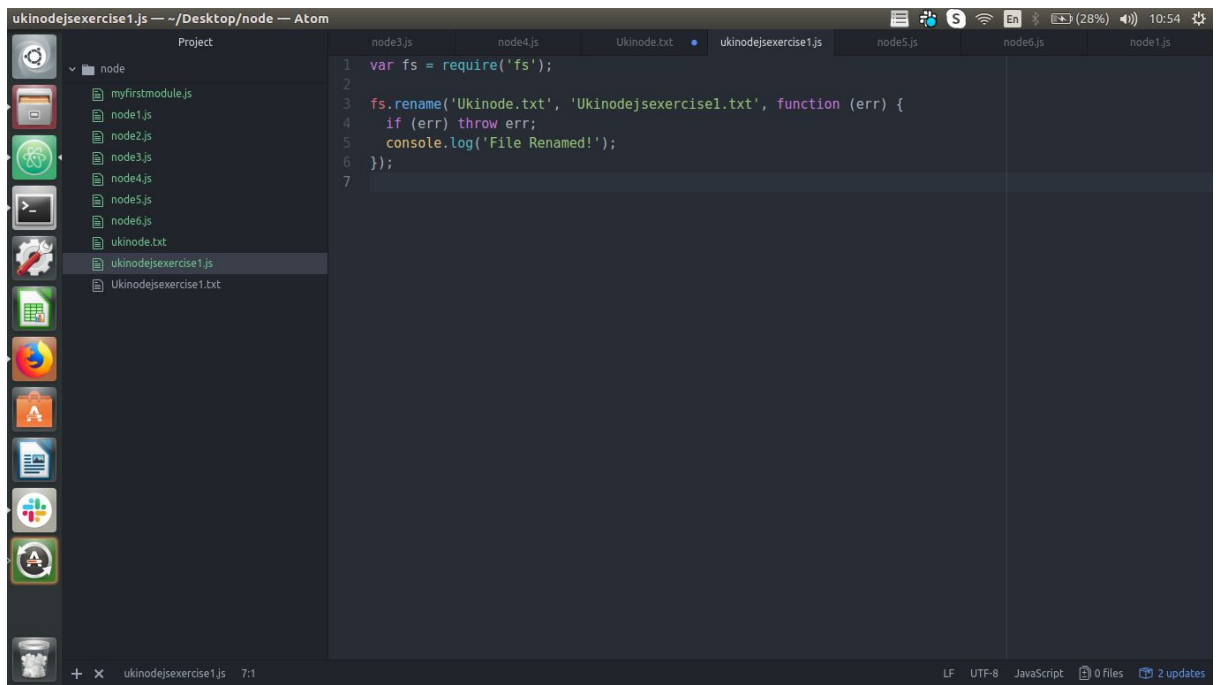 ukinodejsexercise1.js — ~/Desktop/node — Atom
S En (28%) 10:54
Project
node3.js node4.js Ukinode.txt ukinodejsexercise1.js node5.js node6.js node1.js
node
myfirstmodule.js
node1.js
node2.js
node3.js
node4.js
node5.js
node6.js
ukinode.txt
ukinodejsexercise1.js
Ukinodejsexercise1.txt
1 var fs = require('fs');
2
3 fs.rename('Ukinode.txt', 'Ukinodejsexercise1.txt', function (err) {
4 if (err) throw err;
5 console.log('File Renamed!');
6 });
7
ukinodejsexercise1.js 7:1
LF UTF-8 JavaScript 0 files 2 updates